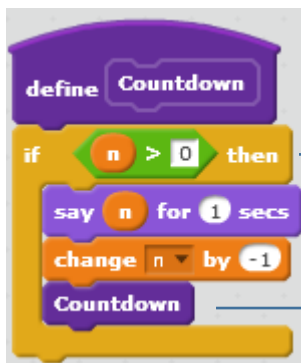 define Countdown
if n > 0 then
say n for 1 secs
change n by -1
Countdown